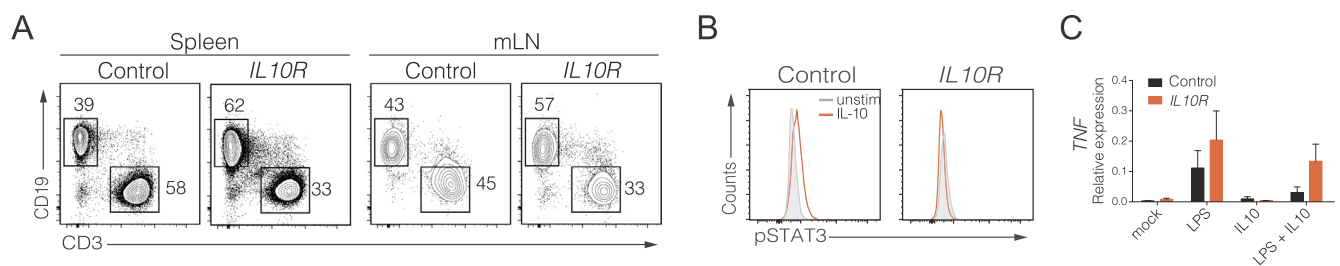 A
Spleen
mLN
Control
IL10R
Control
IL10R
39
58
62
33
43
45
57
33
CD19
CD3
B
Control
IL10R
unstim
IL-10
Counts
pSTAT3
C
Control
IL10R
TNF
Relative expression
0.4
0.3
0.2
0.1
0.0
mock
LPS
IL10
LPS + IL10